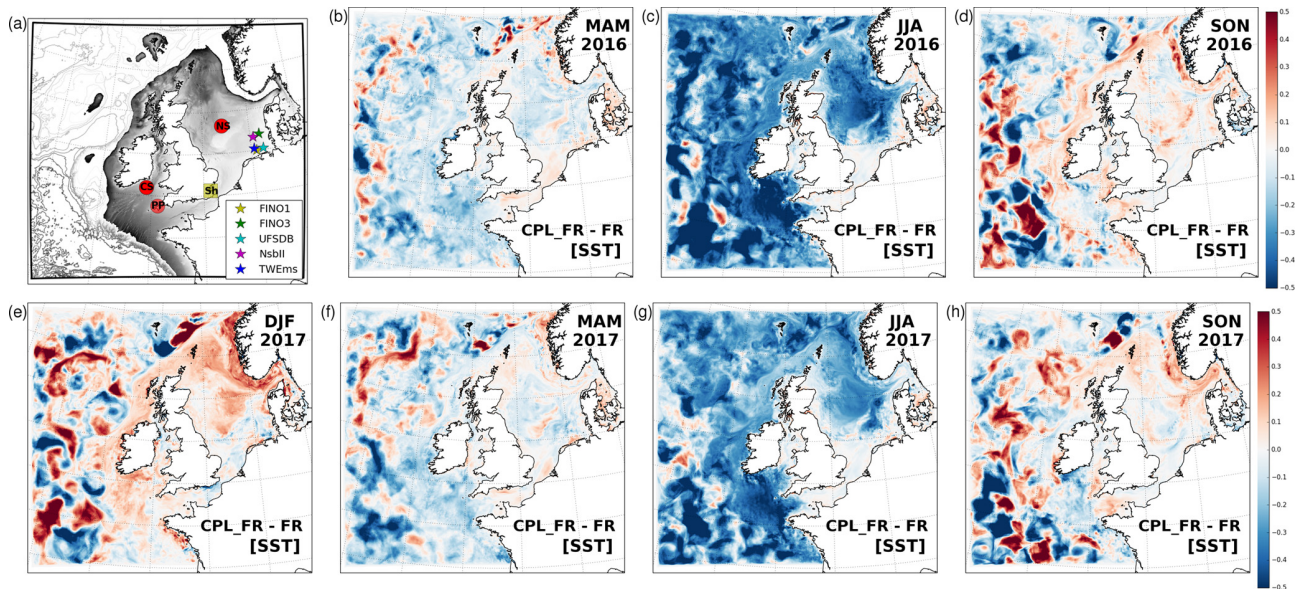 (a)
NS
CS
PP
Sh
FINO1
FINO3
UFSDB
NsbII
TWEms
(b)
MAM
2016
CPL_FR - FR
[SST]
(c)
JJA
2016
CPL_FR - FR
[SST]
(d)
SON
2016
CPL_FR - FR
[SST]
0.5
0.4
0.3
0.2
0.1
0.0
−0.1
−0.2
−0.3
−0.4
−0.5
(e)
DJF
2017
CPL_FR - FR
[SST]
(f)
MAM
2017
CPL_FR - FR
[SST]
(g)
JJA
2017
CPL_FR - FR
[SST]
(h)
SON
2017
CPL_FR - FR
[SST]
0.5
0.4
0.3
0.2
0.1
0.0
−0.1
−0.2
−0.3
−0.4
−0.5